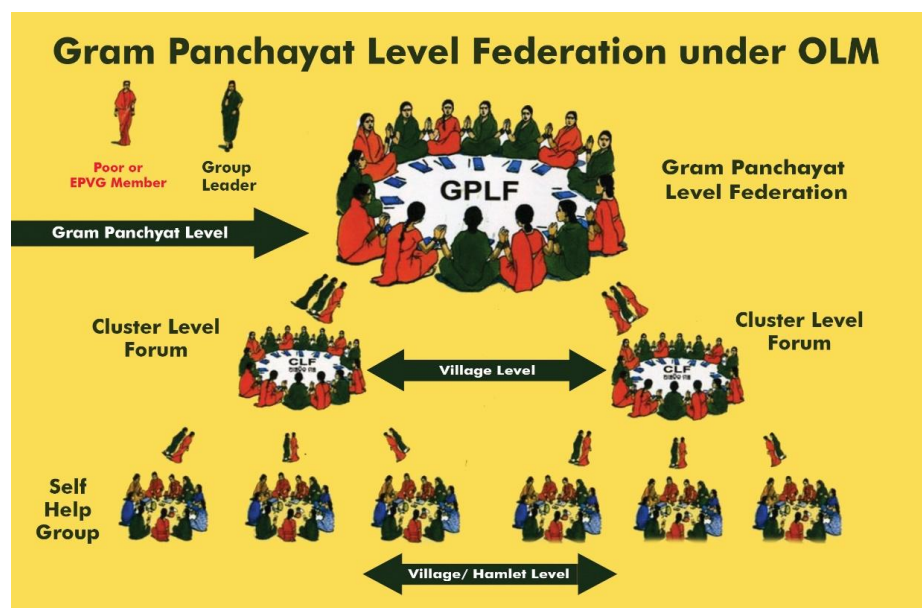 Gram Panchayat Level Federation under OLM
Poor or
EPVG Member
Group
Leader
GPLF
Gram Panchayat
Level Federation
Gram Panchyat Level
Cluster Level
Forum
CLF
Village Level
CLF
Cluster Level
Forum
Self
Help
Group
Village/ Hamlet Level